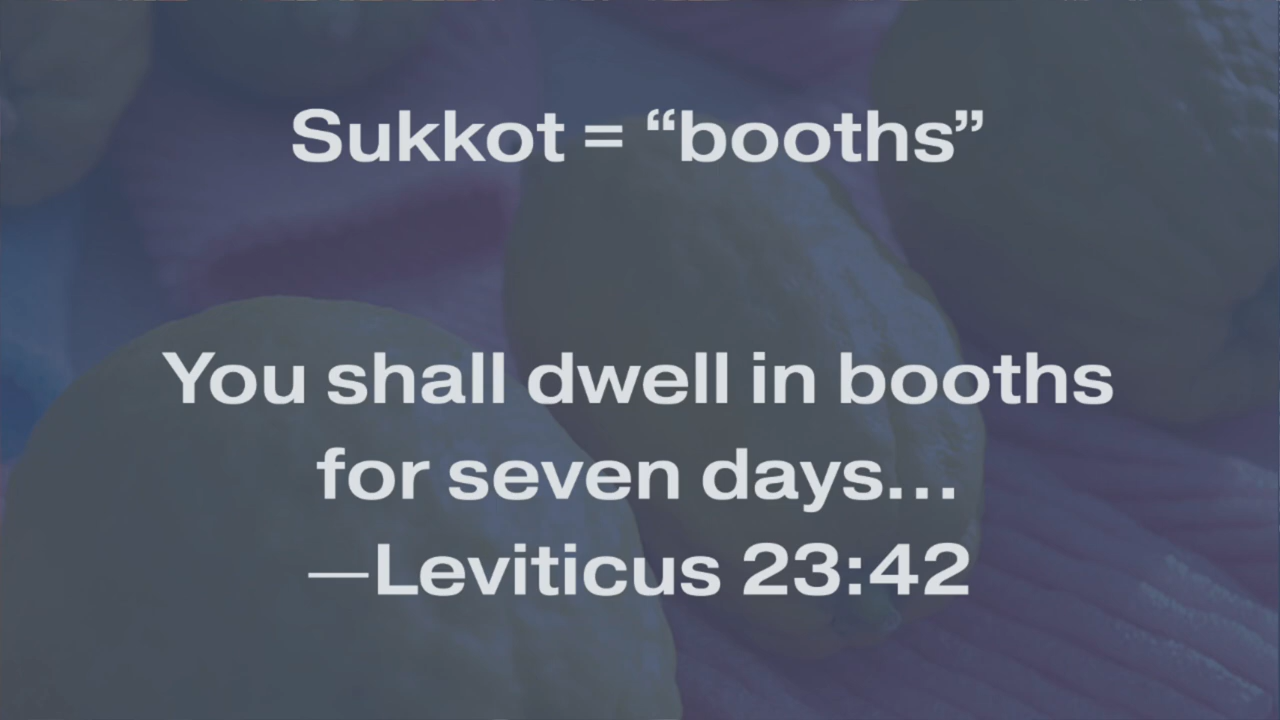 Sukkot = “booths”
You shall dwell in booths
for seven days…
—Leviticus 23:42